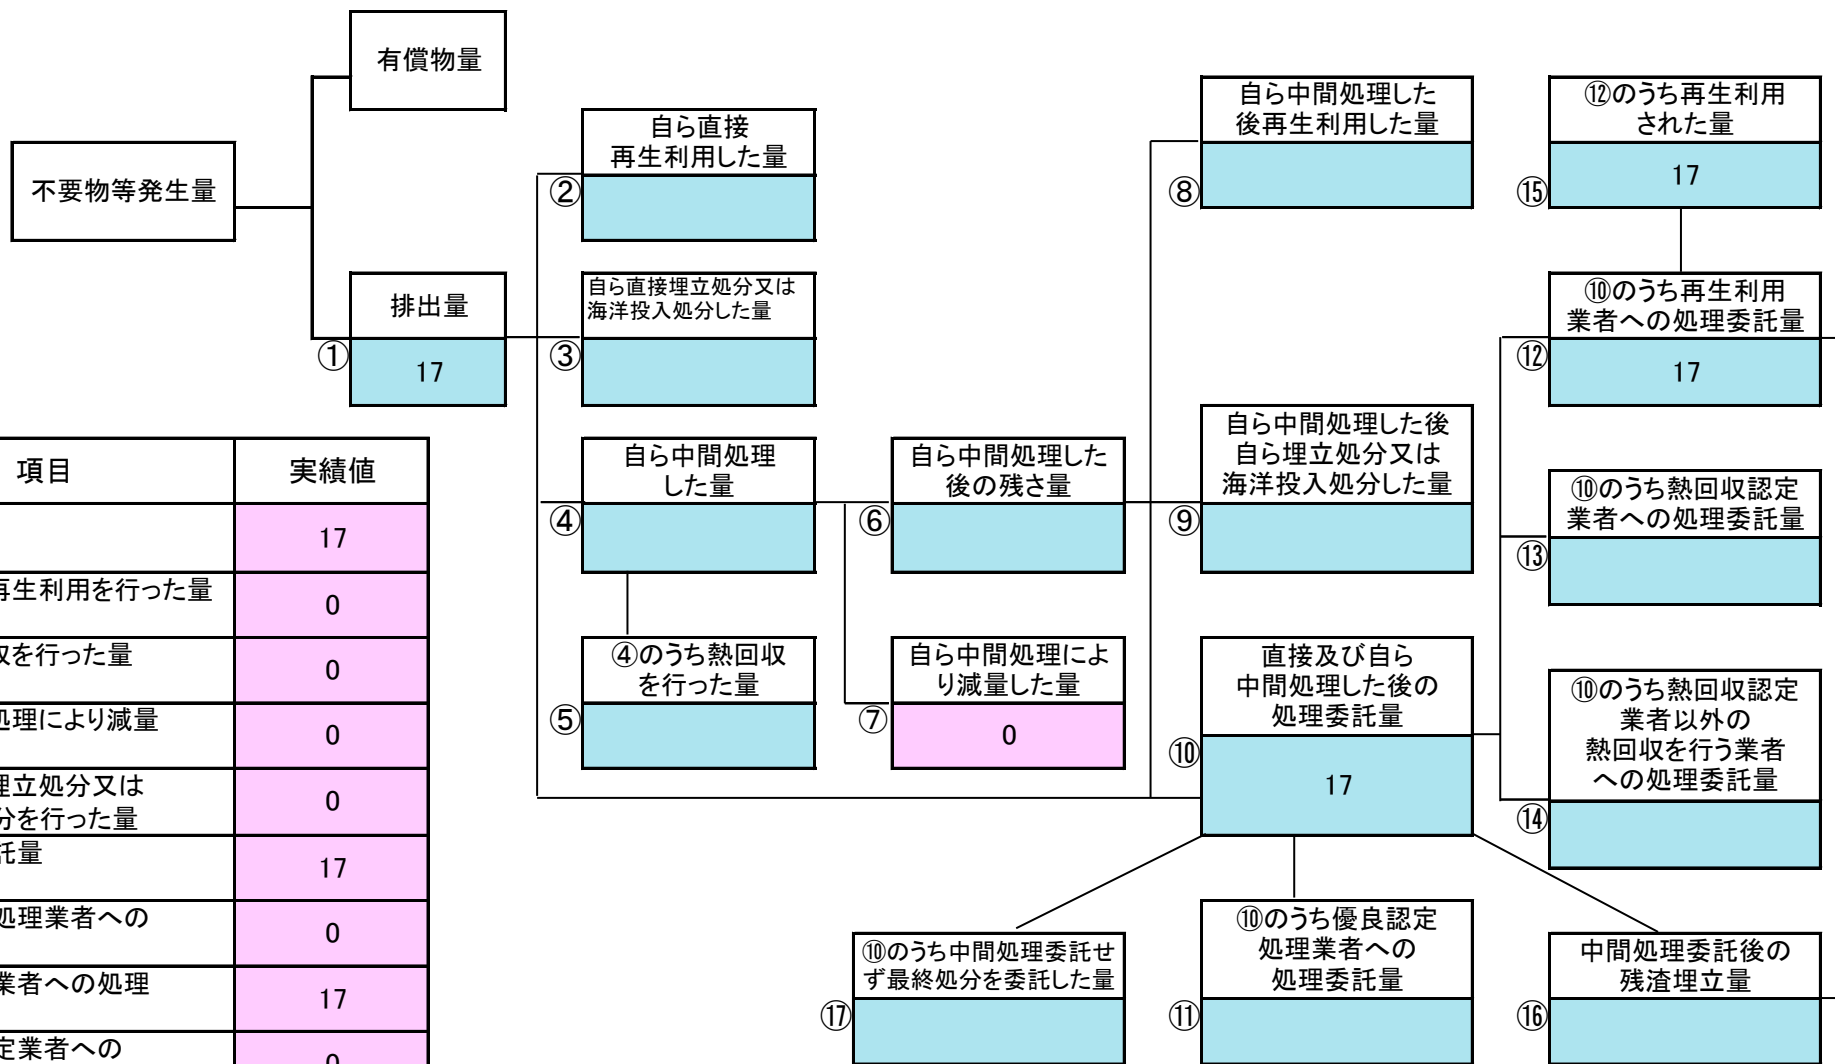 有償物量
不要物等発生量
排出量
①
17
自ら直接
再生利用した量
②
自ら直接埋立処分又は
海洋投入処分した量
③
自ら中間処理
した量
④
④のうち熱回収
を行った量
⑤
自ら中間処理した
後の残さ量
⑥
自ら中間処理によ
り減量した量
⑦
0
自ら中間処理した
後再生利用した量
⑧
自ら中間処理した後
自ら埋立処分又は
海洋投入処分した量
⑨
直接及び自ら
中間処理した後の
処理委託量
⑩
17
⑫のうち再生利用
された量
17
⑮
⑩のうち再生利用
業者への処理委託量
⑫
17
⑩のうち熱回収認定
業者への処理委託量
⑬
⑩のうち熱回収認定
業者以外の
熱回収を行う業者
への処理委託量
⑭
⑩のうち中間処理委託せ
ず最終処分を委託した量
⑰
⑩のうち優良認定
処理業者への
処理委託量
⑪
中間処理委託後の
残渣埋立量
⑯
項目
実績値
17
再生利用を行った量
0
を行った量
0
処理により減量
0
埋立処分又は
分を行った量
0
託量
17
処理業者への
0
業者への処理
17
定業者への
0